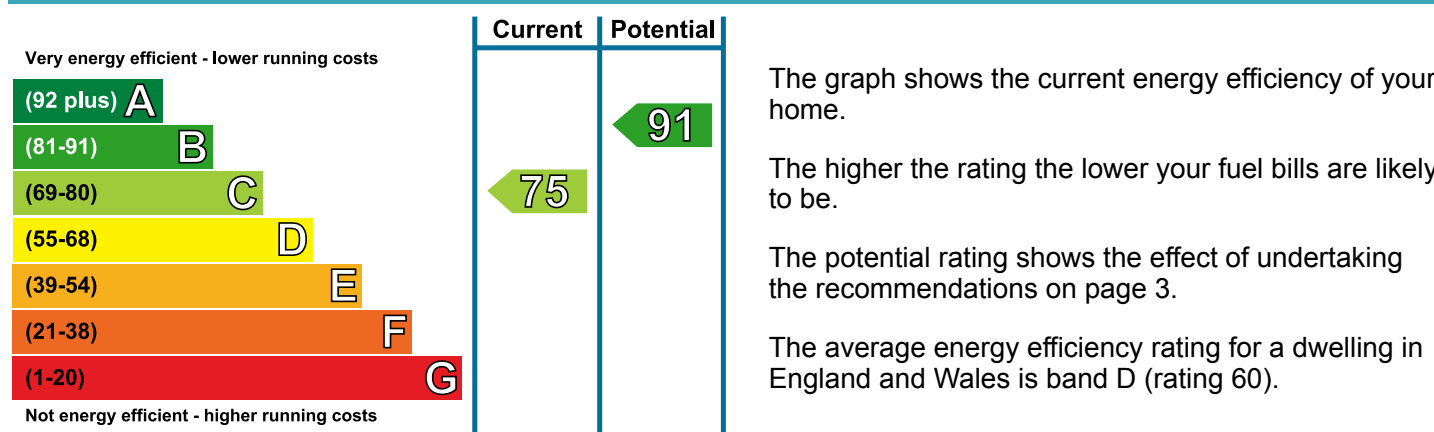 Current Potential
Very energy efficient - lower running costs
(92 plus) A
(81-91) B
(69-80) C
(55-68) D
(39-54) E
(21-38) F
(1-20) G
Not energy efficient - higher running costs
75
91
The graph shows the current energy efficiency of your
home.
The higher the rating the lower your fuel bills are likely
to be.
The potential rating shows the effect of undertaking
the recommendations on page 3.
The average energy efficiency rating for a dwelling in
England and Wales is band D (rating 60).